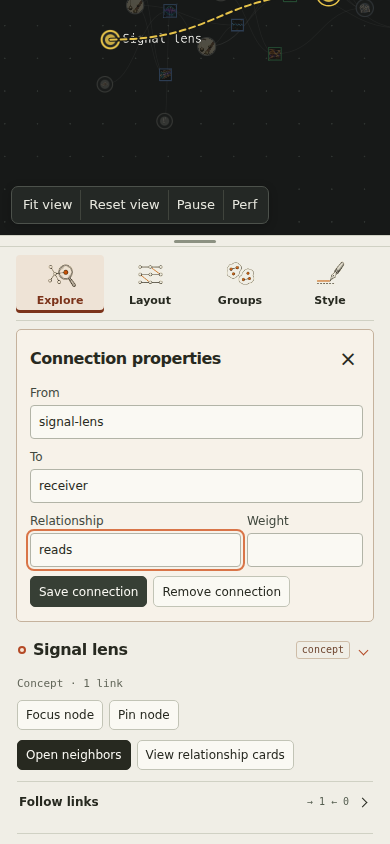 Signal lens
Fit view Reset view Pause Perf
Explore Layout Groups Style
Connection properties
From
signal-lens
To
receiver
Relationship Weight
reads
Save connection Remove connection
Signal lens concept
Concept · 1 link
Focus node Pin node
Open neighbors View relationship cards
Follow links → 1 ← 0